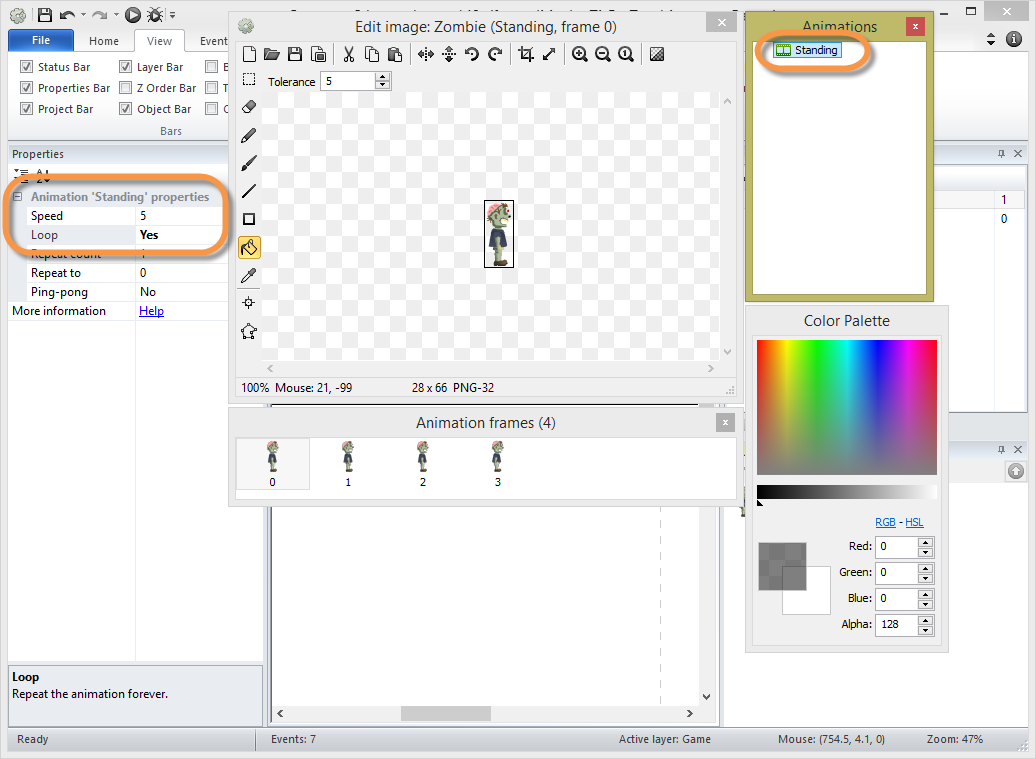 Edit image: Zombie (Standing, frame 0)
File
Home
View
Event
Status Bar
Layer Bar
Properties Bar
Z Order Bar
Project Bar
Object Bar
Bars
Tolerance 5
Animations
Standing
Properties
Animation 'Standing' properties
Speed 5
Loop Yes
Repeat count 1
Repeat to 0
Ping-pong No
More information Help
1
0
100% Mouse: 21, -99 28 x 66 PNG-32
Animation frames (4)
0 1 2 3
Color Palette
RGB - HSL
Red: 0
Green: 0
Blue: 0
Alpha: 128
Loop
Repeat the animation forever.
Ready Events: 7 Active layer: Game Mouse: (754.5, 4.1, 0) Zoom: 47%